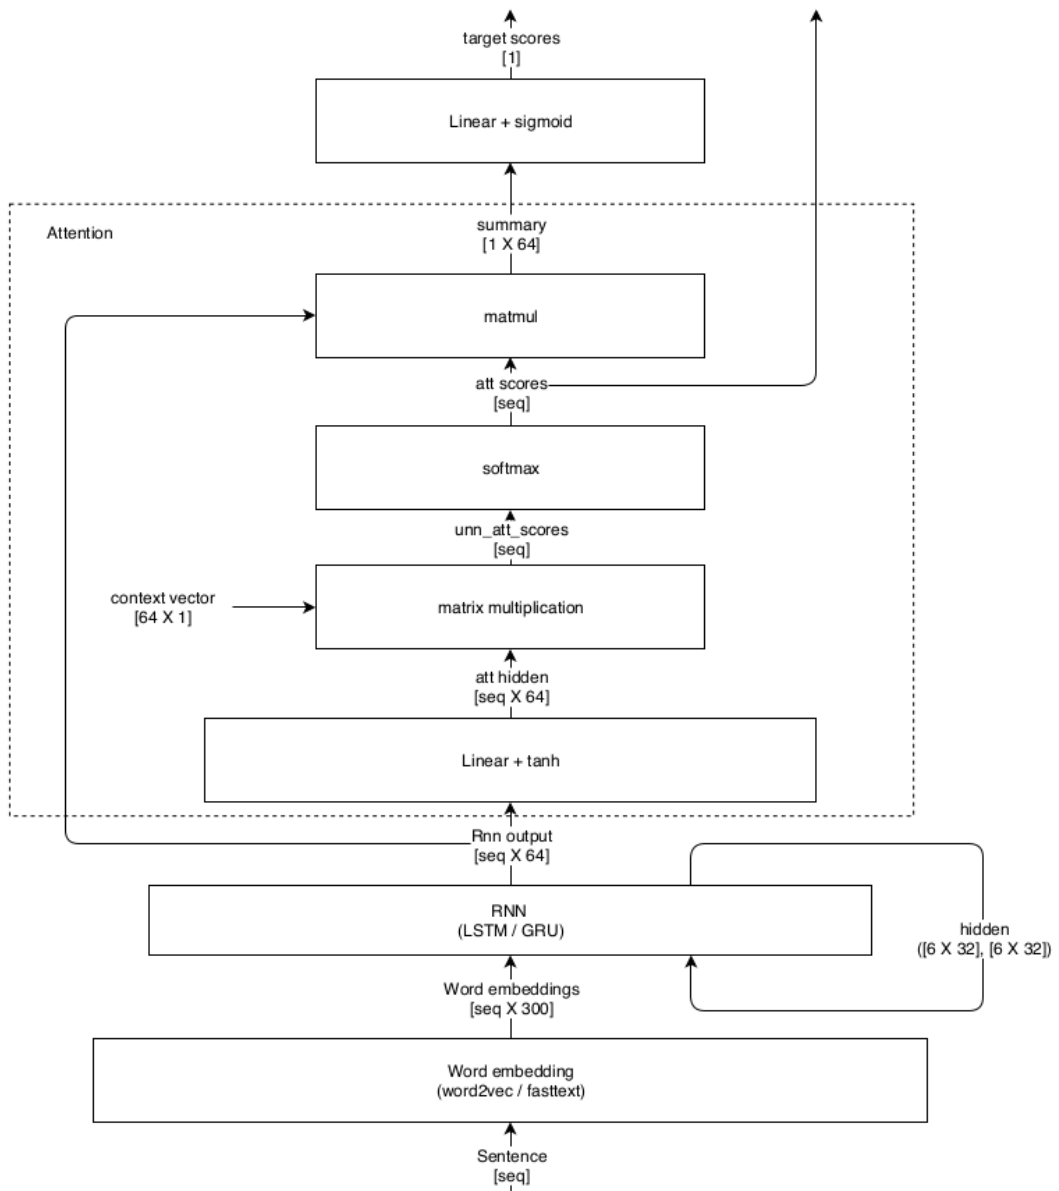 target scores
[1]
Linear + sigmoid
Attention
summary
[1 X 64]
matmul
att scores
[seq]
softmax
unn_att_scores
[seq]
context vector
[64 X 1]
matrix multiplication
att hidden
[seq X 64]
Linear + tanh
Rnn output
[seq X 64]
RNN
(LSTM / GRU)
hidden
([6 X 32], [6 X 32])
Word embeddings
[seq X 300]
Word embedding
(word2vec / fasttext)
Sentence
[seq]